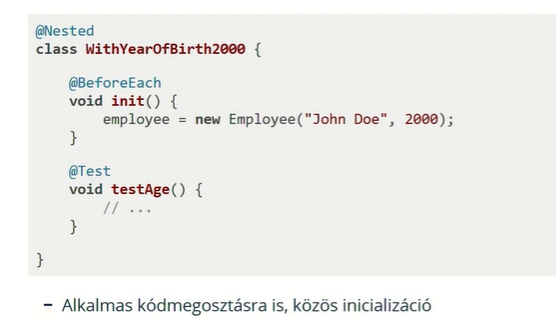 @Nested
class WithYearOfBirth2000 {
@BeforeEach
void init() {
employee = new Employee("John Doe", 2000);
}
@Test
void testAge() {
// ...
}
}
– Alkalmas kódmegosztásra is, közös inicializáció